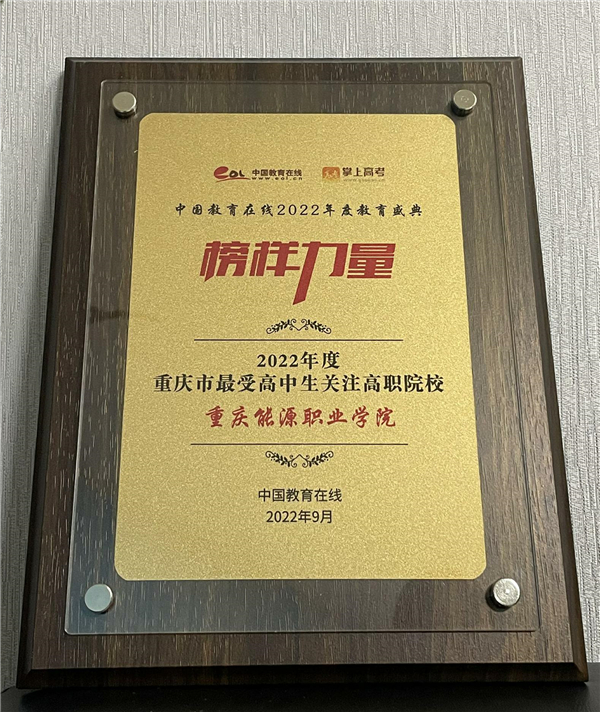 eol 中国教育在线 掌上高考
www.eol.cn
中国教育在线2022年度教育盛典
榜样力量
2022年度
重庆市最受高中生关注高职院校
重庆能源职业学院
中国教育在线
2022年9月